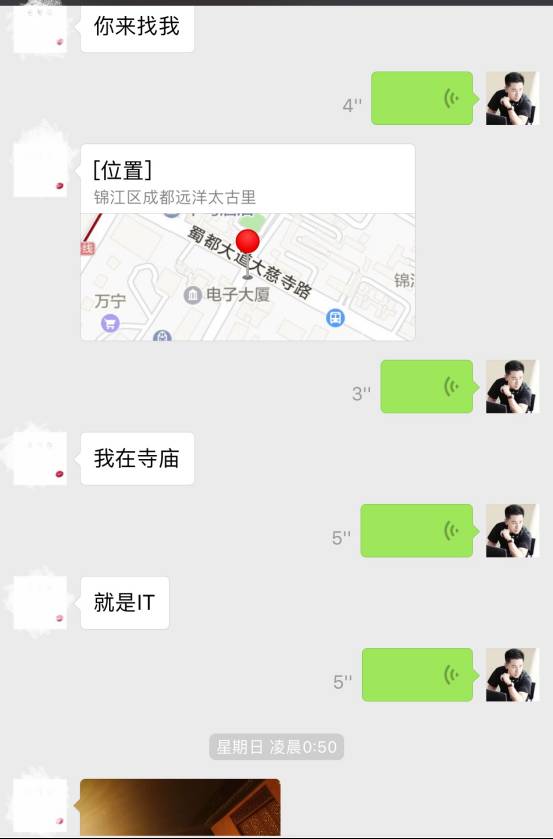 你来找我
4''
[位置]
锦江区成都远洋太古里
蜀都大道大慈寺路
线
锦江
万宁
电子大厦
3''
我在寺庙
5''
就是IT
5''
星期日 凌晨0:50